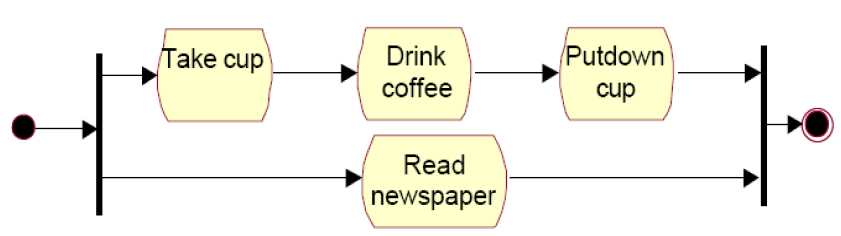 Take cup
Drink
coffee
Putdown
cup
Read
newspaper